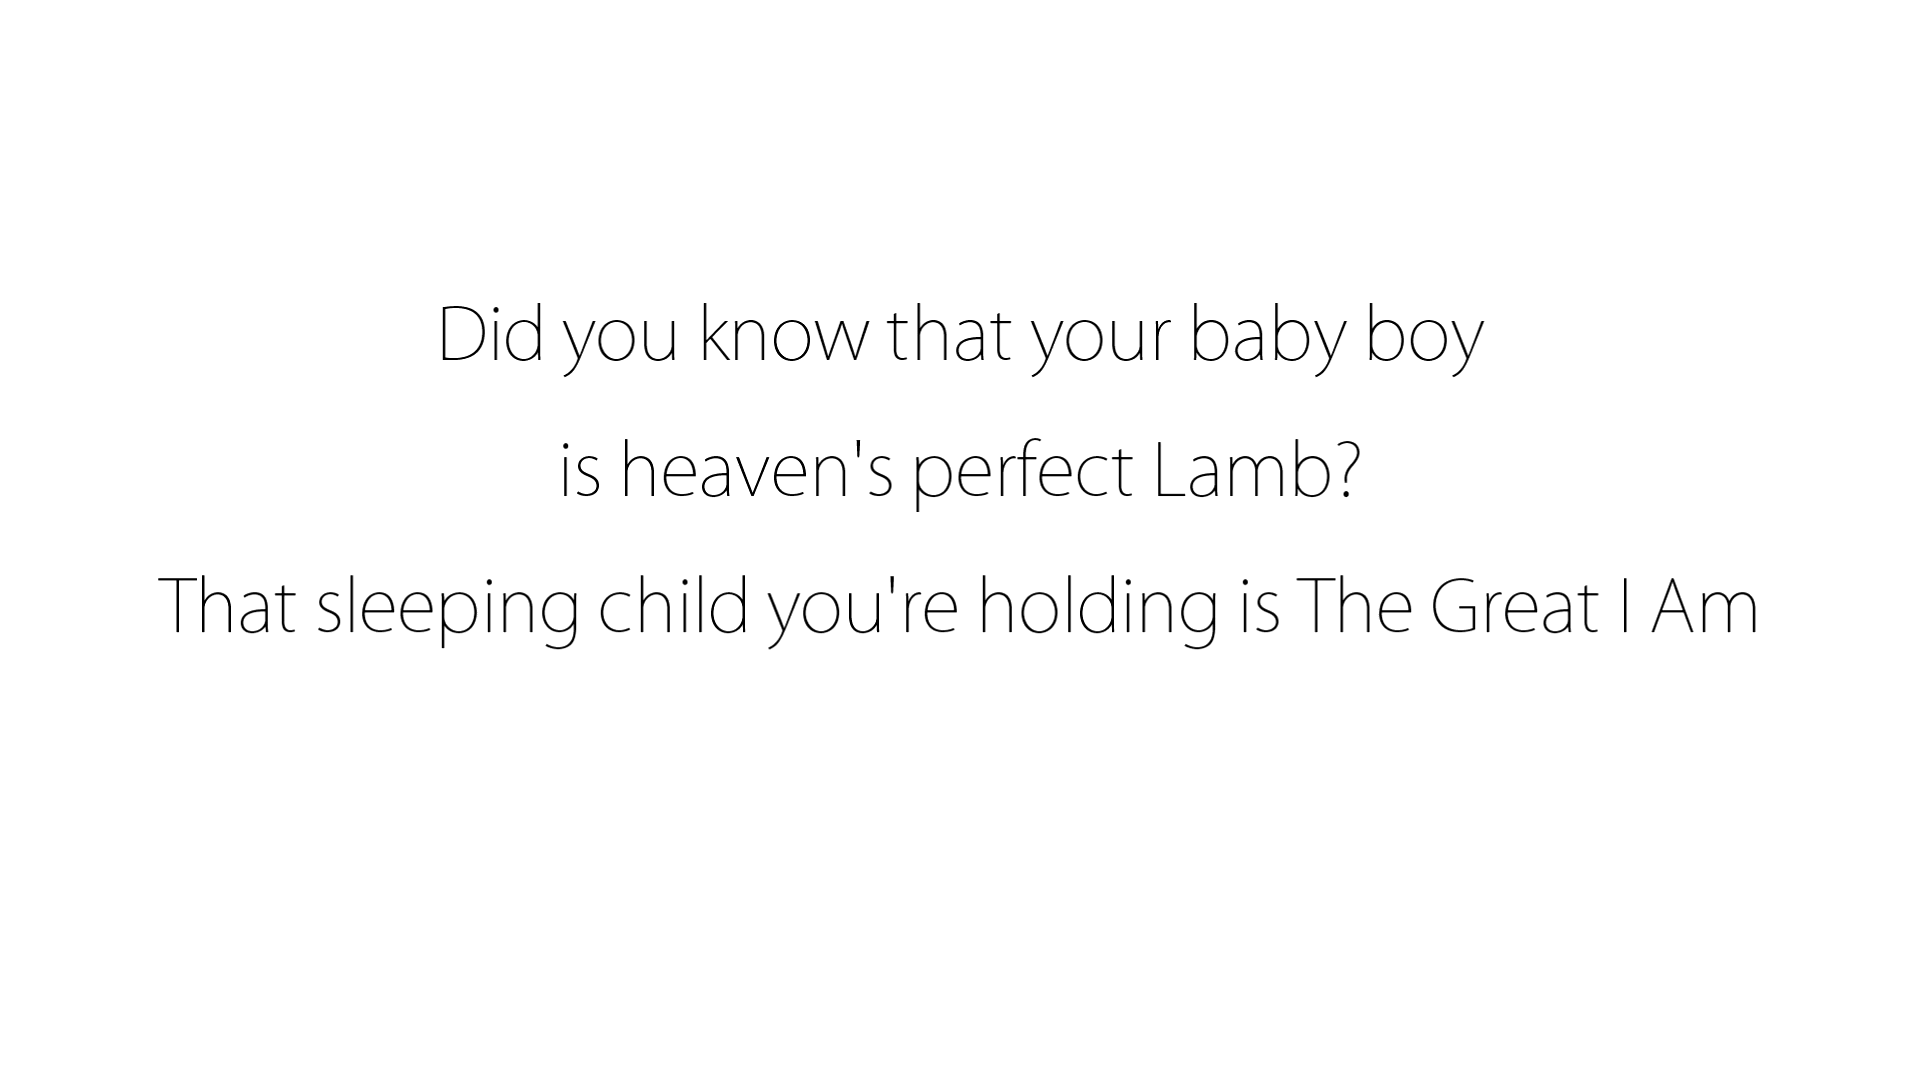 Did you know that your baby boy
is heaven's perfect Lamb?
That sleeping child you're holding is The Great I Am